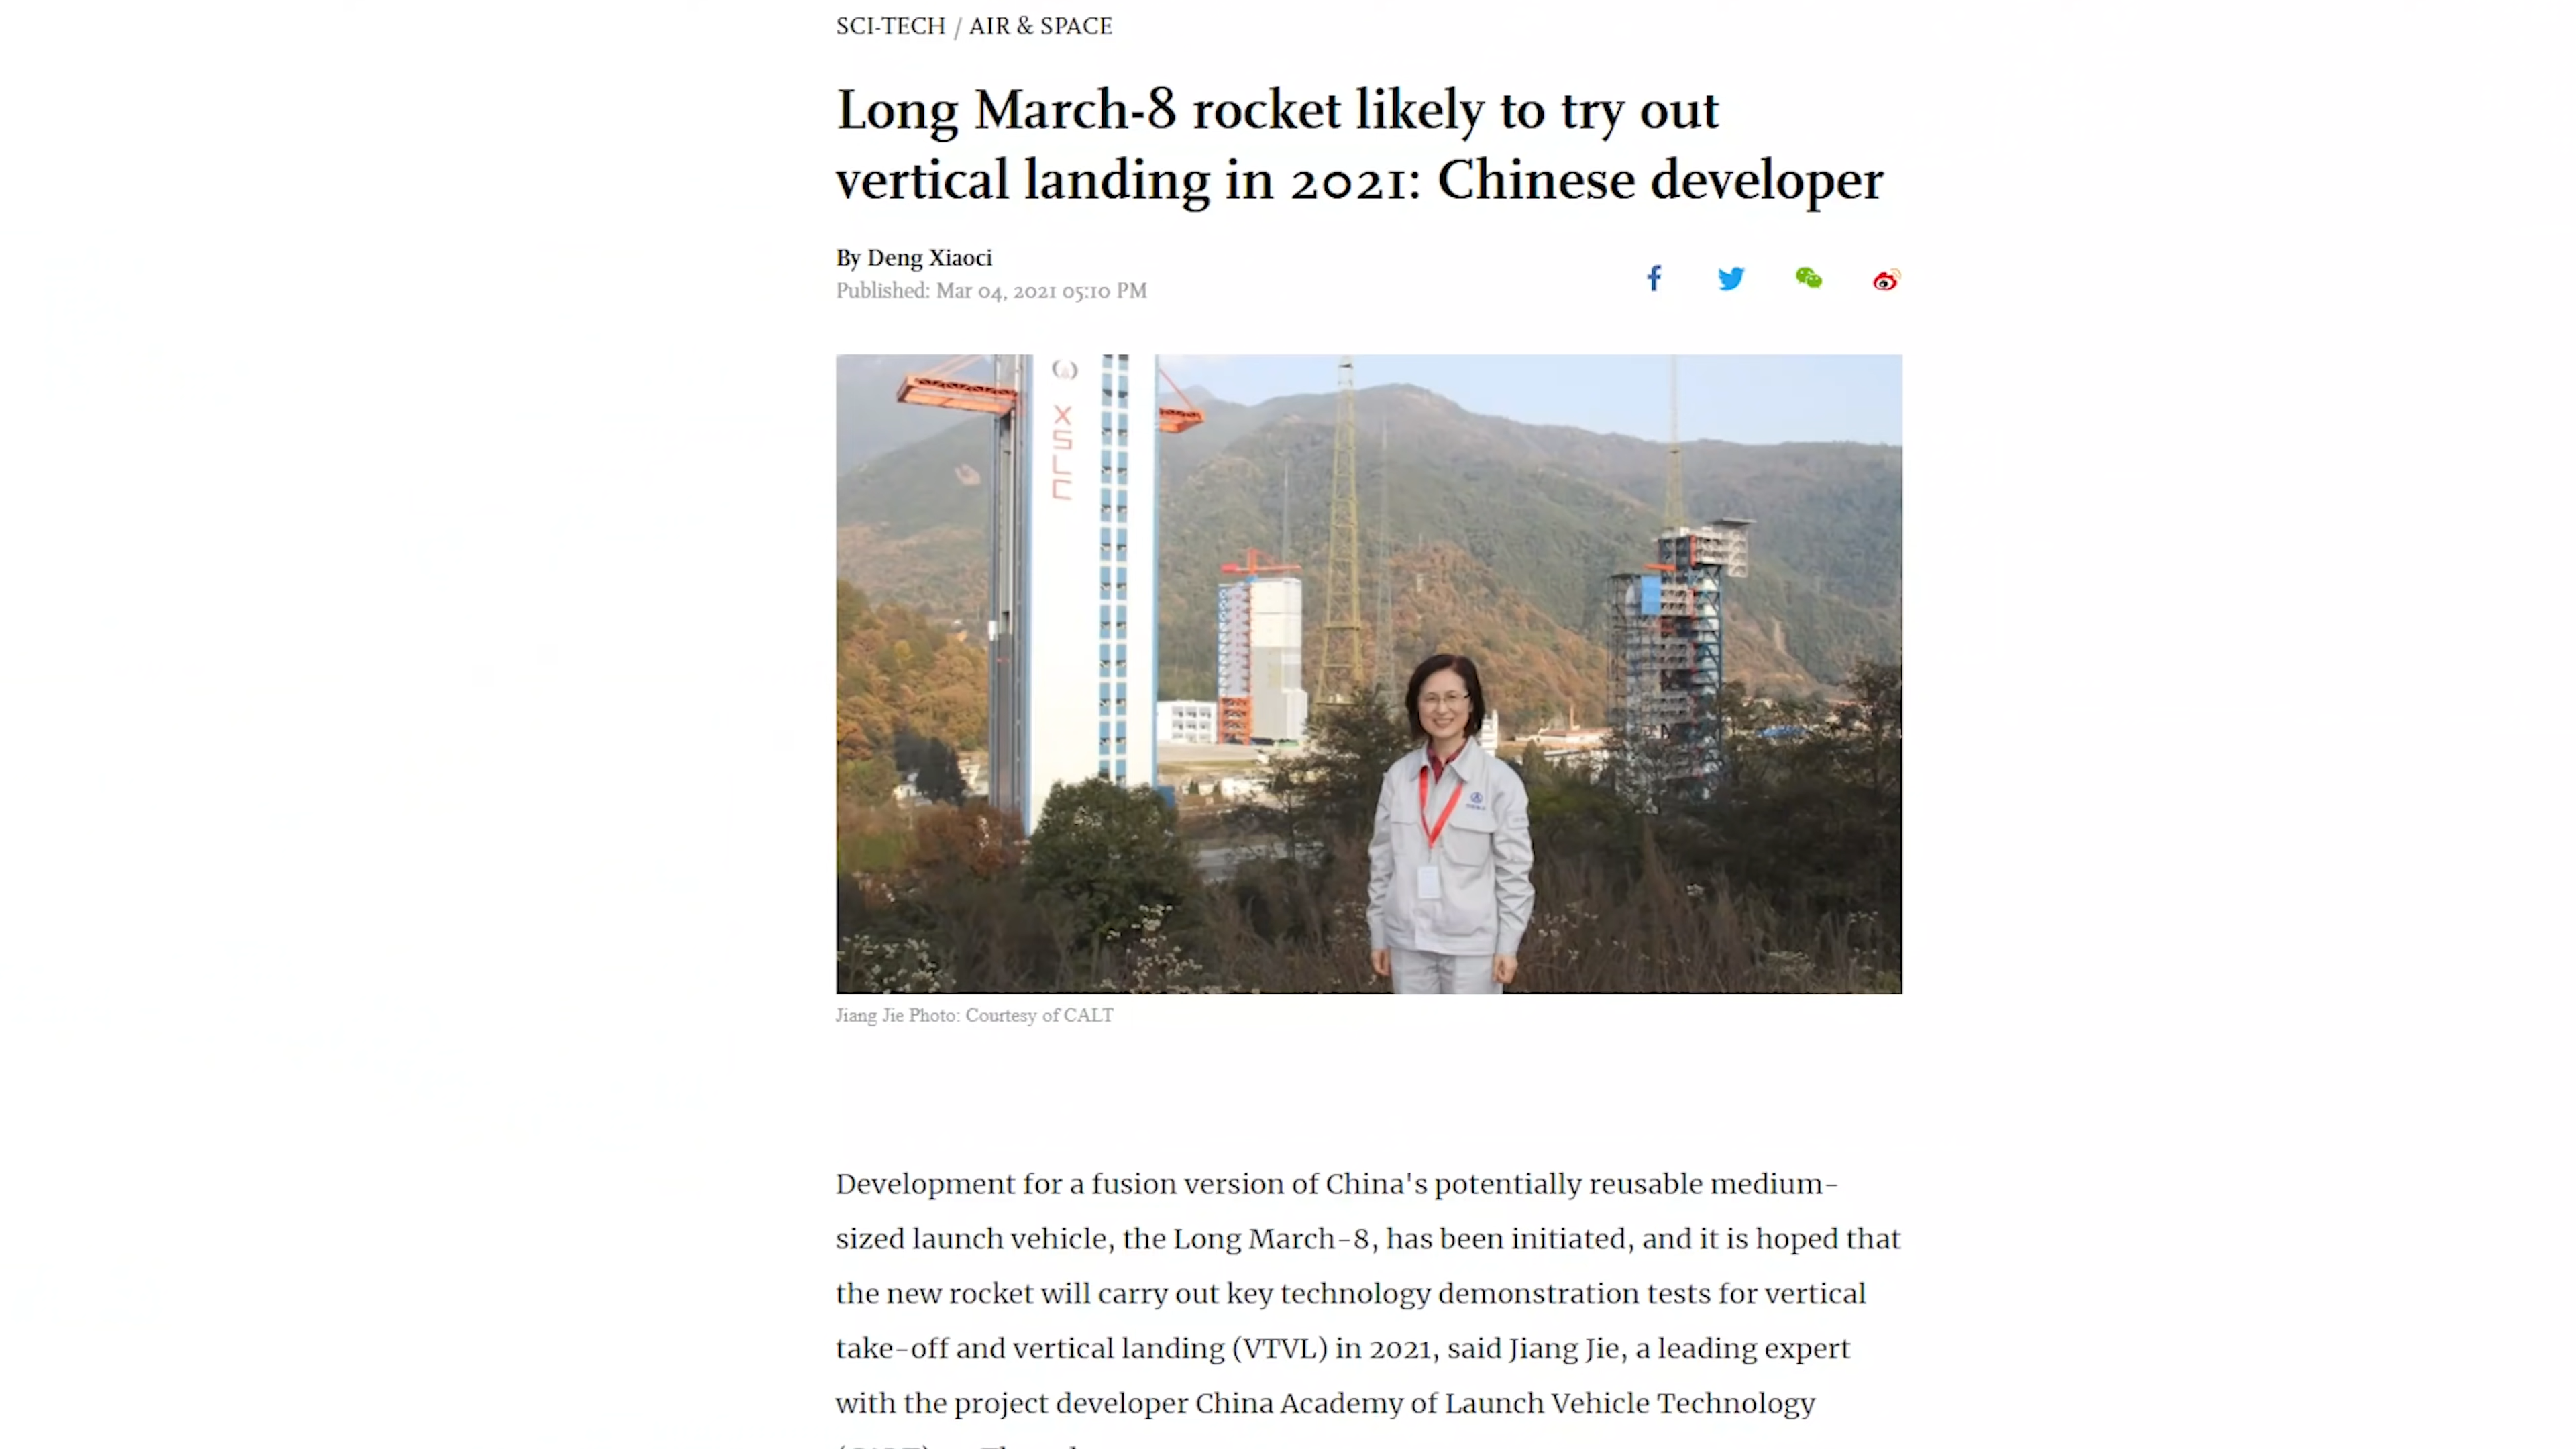 SCI-TECH / AIR & SPACE
Long March-8 rocket likely to try out
vertical landing in 2021: Chinese developer
By Deng Xiaoci
Published: Mar 04, 2021 05:10 PM
XSLC
Jiang Jie Photo: Courtesy of CALT
Development for a fusion version of China's potentially reusable medium-
sized launch vehicle, the Long March-8, has been initiated, and it is hoped that
the new rocket will carry out key technology demonstration tests for vertical
take-off and vertical landing (VTVL) in 2021, said Jiang Jie, a leading expert
with the project developer China Academy of Launch Vehicle Technology